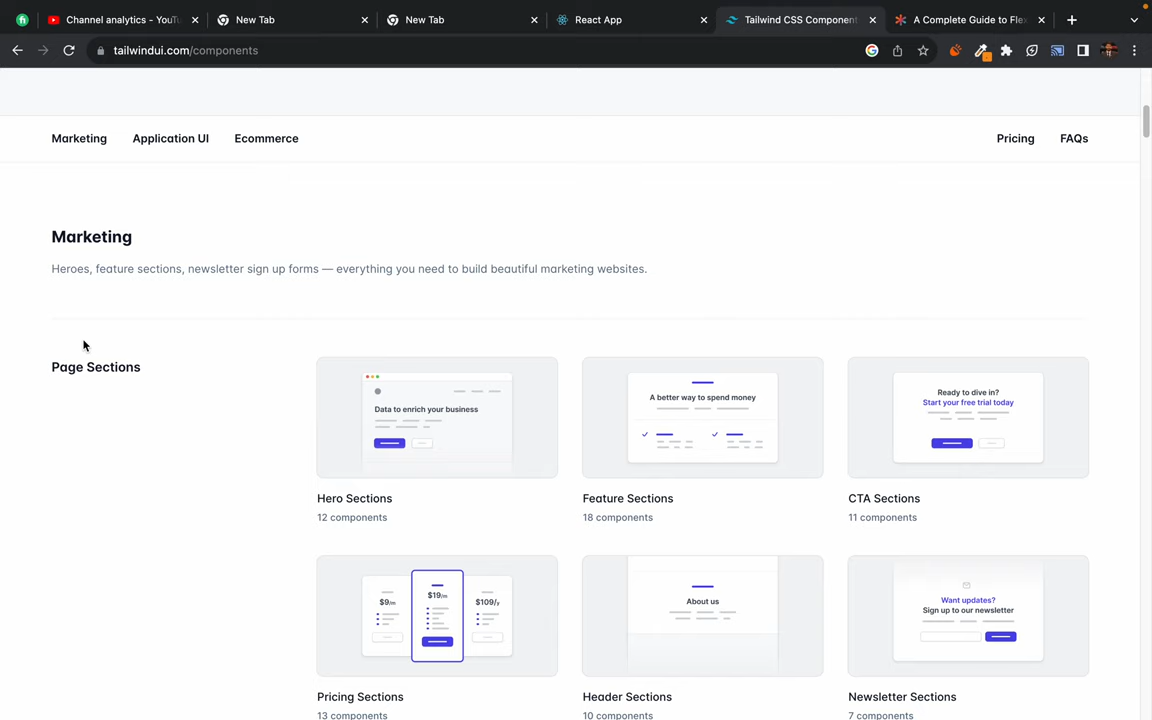 Channel analytics - YouTu
New Tab
New Tab
React App
Tailwind CSS Component
A Complete Guide to Flex
tailwindui.com/components
Marketing
Application UI
Ecommerce
Pricing
FAQs
Marketing
Heroes, feature sections, newsletter sign up forms — everything you need to build beautiful marketing websites.
Page Sections
Data to enrich your business
Hero Sections
12 components
A better way to spend money
Feature Sections
18 components
Ready to dive in?
Start your free trial today
CTA Sections
11 components
$9/m
$19/m
$109/y
Pricing Sections
13 components
About us
Header Sections
10 components
Want updates?
Sign up to our newsletter
Newsletter Sections
7 components